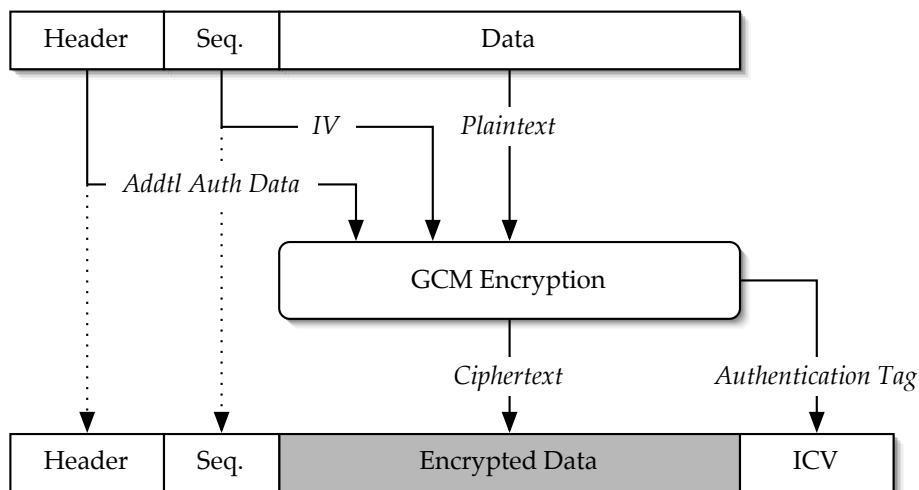 Header Seq. Data
IV Plaintext
Addtl Auth Data
GCM Encryption
Ciphertext Authentication Tag
Header Seq. Encrypted Data ICV